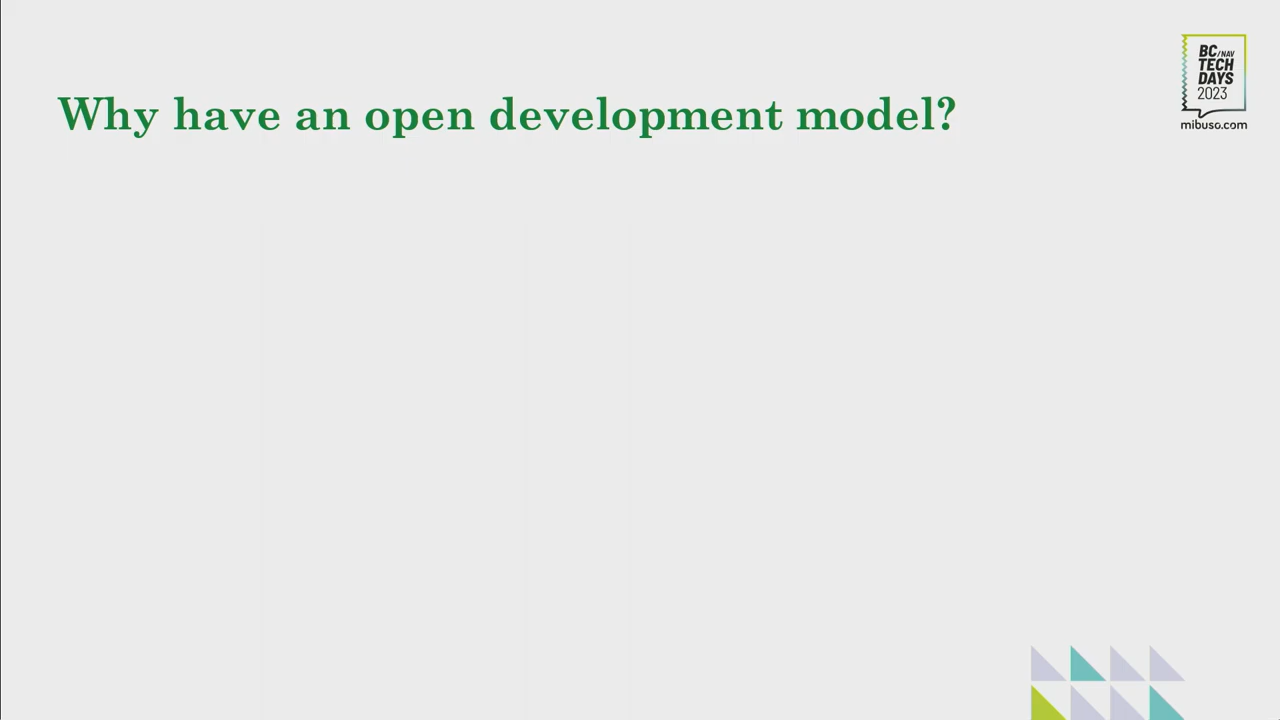 Why have an open development model?
BC/NAV
TECH
DAYS
2023
mibuso.com